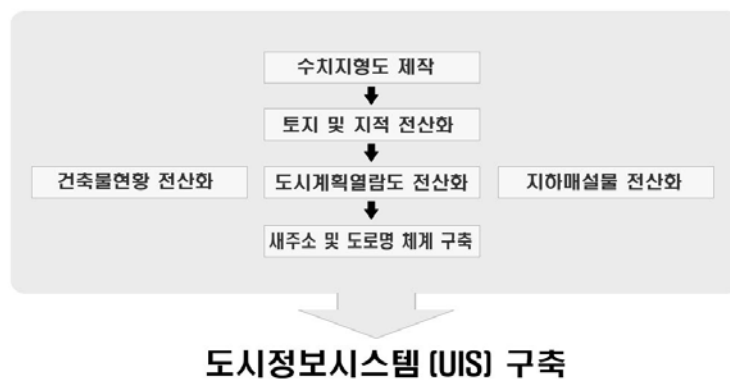 수치지형도 제작
토지 및 지적 전산화
건축물현황 전산화
도시계획열람도 전산화
지하매설물 전산화
새주소 및 도로명 체계 구축
도시정보시스템 (UIS) 구축